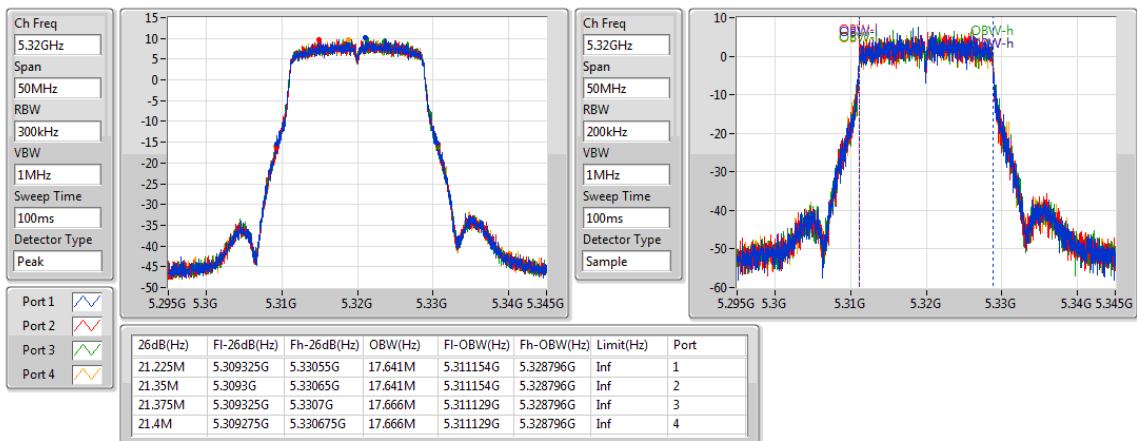 Ch Freq
5.32GHz
Span
50MHz
RBW
300kHz
VBW
1MHz
Sweep Time
100ms
Detector Type
Peak
15
10
5
0
-5
-10
-15
-20
-25
-30
-35
-40
-45
-50
5.295G 5.3G 5.31G 5.32G 5.33G 5.34G 5.345G
Ch Freq
5.32GHz
Span
50MHz
RBW
200kHz
VBW
1MHz
Sweep Time
100ms
Detector Type
Sample
10
0
-10
-20
-30
-40
-50
-60
OBW-l OBW-h
OBW-h
5.295G 5.3G 5.31G 5.32G 5.33G 5.34G 5.345G
Port 1
Port 2
Port 3
Port 4
26dB(Hz) Fl-26dB(Hz) Fh-26dB(Hz) OBW(Hz) Fl-OBW(Hz) Fh-OBW(Hz) Limit(Hz) Port
21.225M 5.309325G 5.33055G 17.641M 5.311154G 5.328796G Inf 1
21.35M 5.3093G 5.33065G 17.641M 5.311154G 5.328796G Inf 2
21.375M 5.309325G 5.3307G 17.666M 5.311129G 5.328796G Inf 3
21.4M 5.309275G 5.330675G 17.666M 5.311129G 5.328796G Inf 4